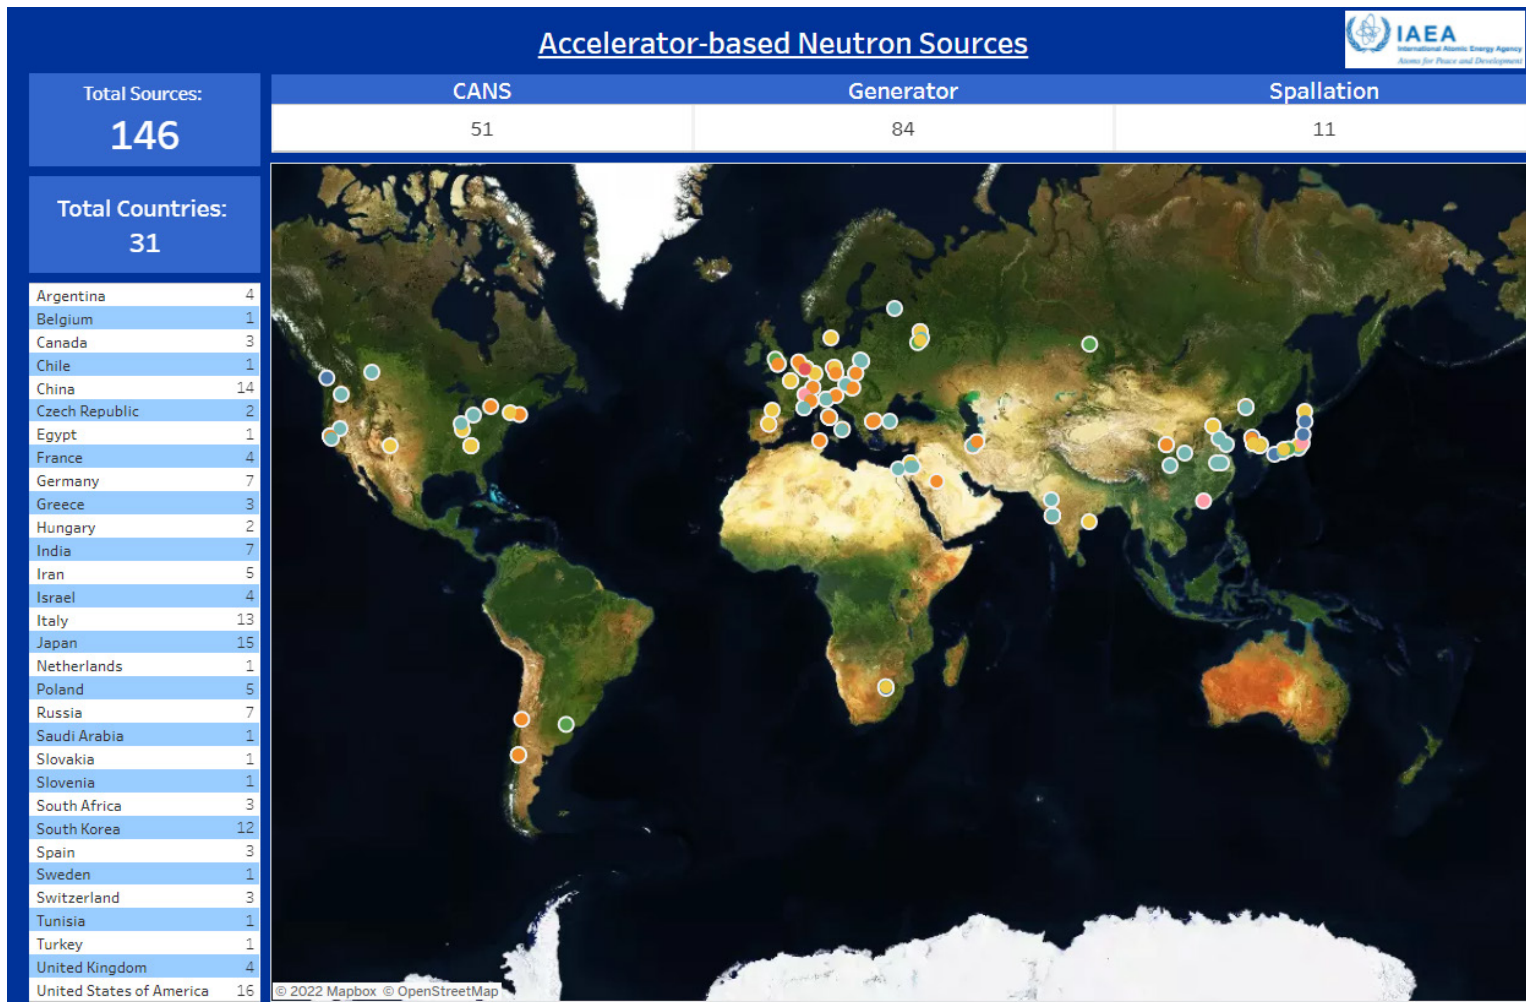 Accelerator-based Neutron Sources
IAEA
International Atomic Energy Agency
Atoms for Peace and Development
Total Sources:
146
CANS Generator Spallation
51 84 11
Total Countries:
31
Argentina 4
Belgium 1
Canada 3
Chile 1
China 14
Czech Republic 2
Egypt 1
France 4
Germany 7
Greece 3
Hungary 2
India 7
Iran 5
Israel 4
Italy 13
Japan 15
Netherlands 1
Poland 5
Russia 7
Saudi Arabia 1
Slovakia 1
Slovenia 1
South Africa 3
South Korea 12
Spain 3
Sweden 1
Switzerland 3
Tunisia 1
Turkey 1
United Kingdom 4
United States of America 16
© 2022 Mapbox © OpenStreetMap